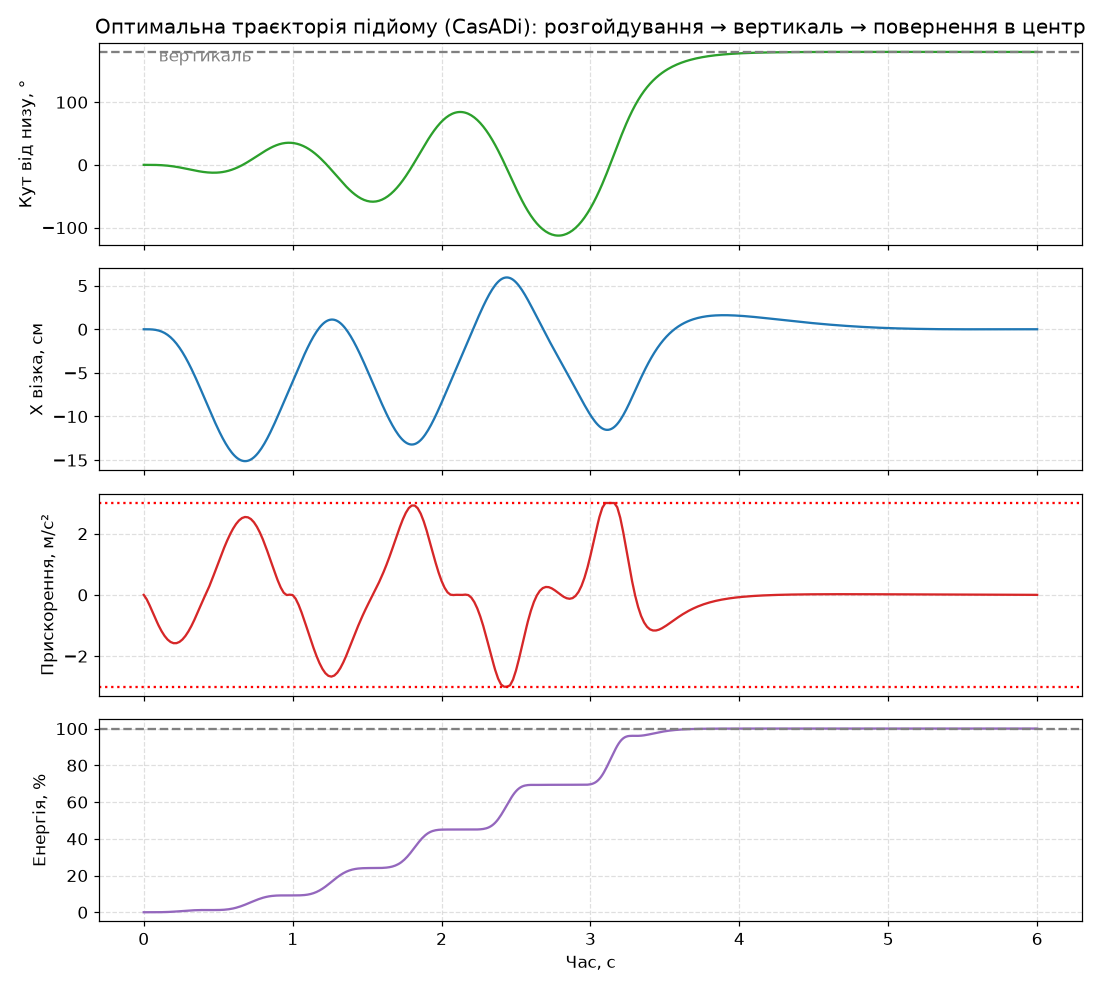 Оптимальна траєкторія підйому (CasADi): розгойдування → вертикаль → повернення в центр
вертикаль
Кут від низу, °
100
0
−100
X візка, см
5
0
−5
−10
−15
Прискорення, м/с²
2
0
−2
Енергія, %
100
80
60
40
20
0
0 1 2 3 4 5 6
Час, с